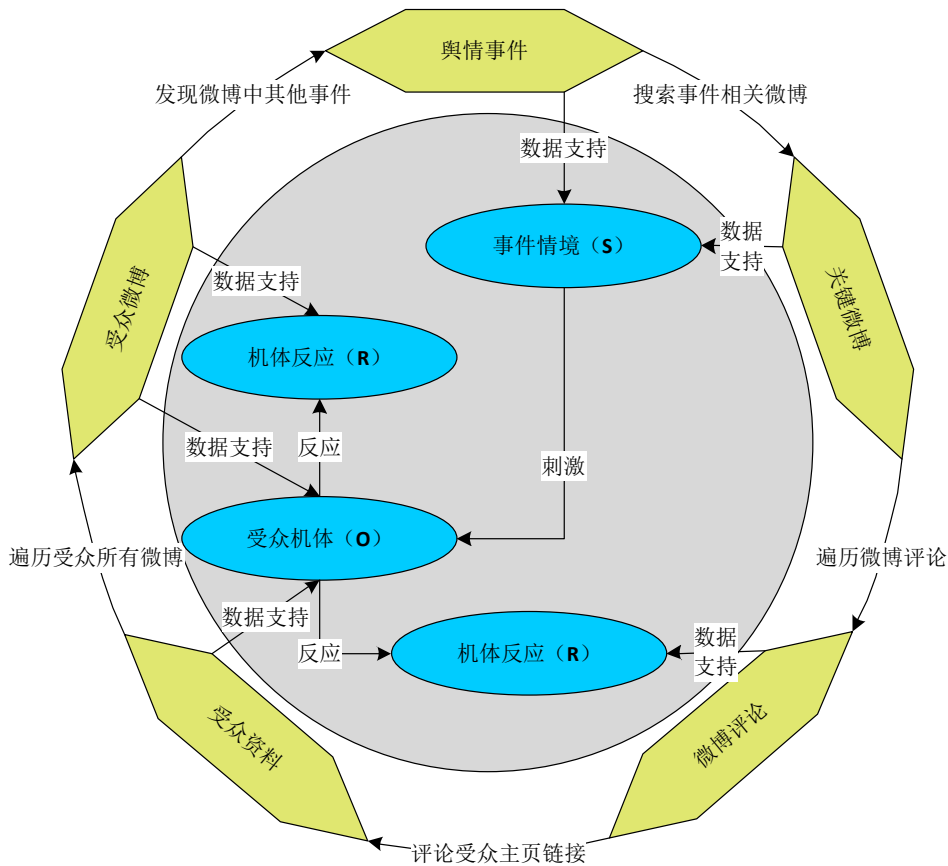 舆情事件
发现微博中其他事件
搜索事件相关微博
数据支持
事件情境（S）
数据
支持
数据支持
受众微博
关键微博
机体反应（R）
数据支持
反应
刺激
受众机体（O）
遍历受众所有微博
遍历微博评论
数据支持
反应
机体反应（R）
数据
支持
受众资料
微博评论
评论受众主页链接